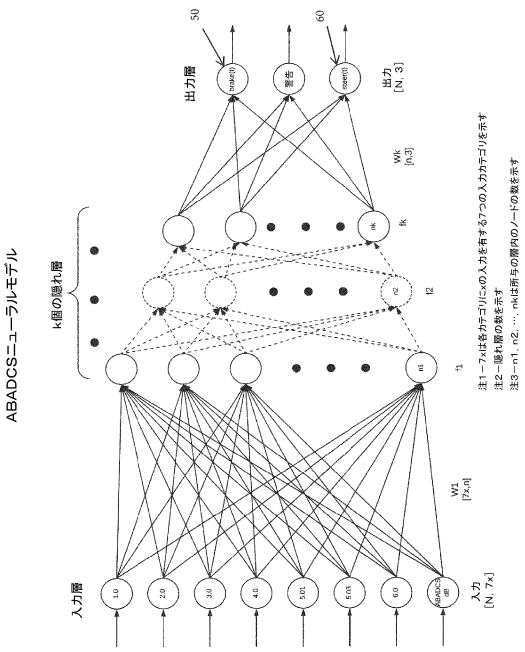 ABADCSニューラルモデル
入力層
k個の隠れ層
出力層
1.0
2.0
3.0
4.0
5.01
5.03
6.0
ABADCS
dB
入力
[N, 7x]
W1
[7x,n]
n1
f1
n2
f2
nk
fk
Wk
[n,3]
brake(t)
警告
steer(t)
50
60
出力
[N, 3]
注1－7xは各カテゴリにxの入力を有する7つの入力カテゴリを示す
注2－隠れ層の数を示す
注3－n1, n2, …, nkは所与の層内のノードの数を示す